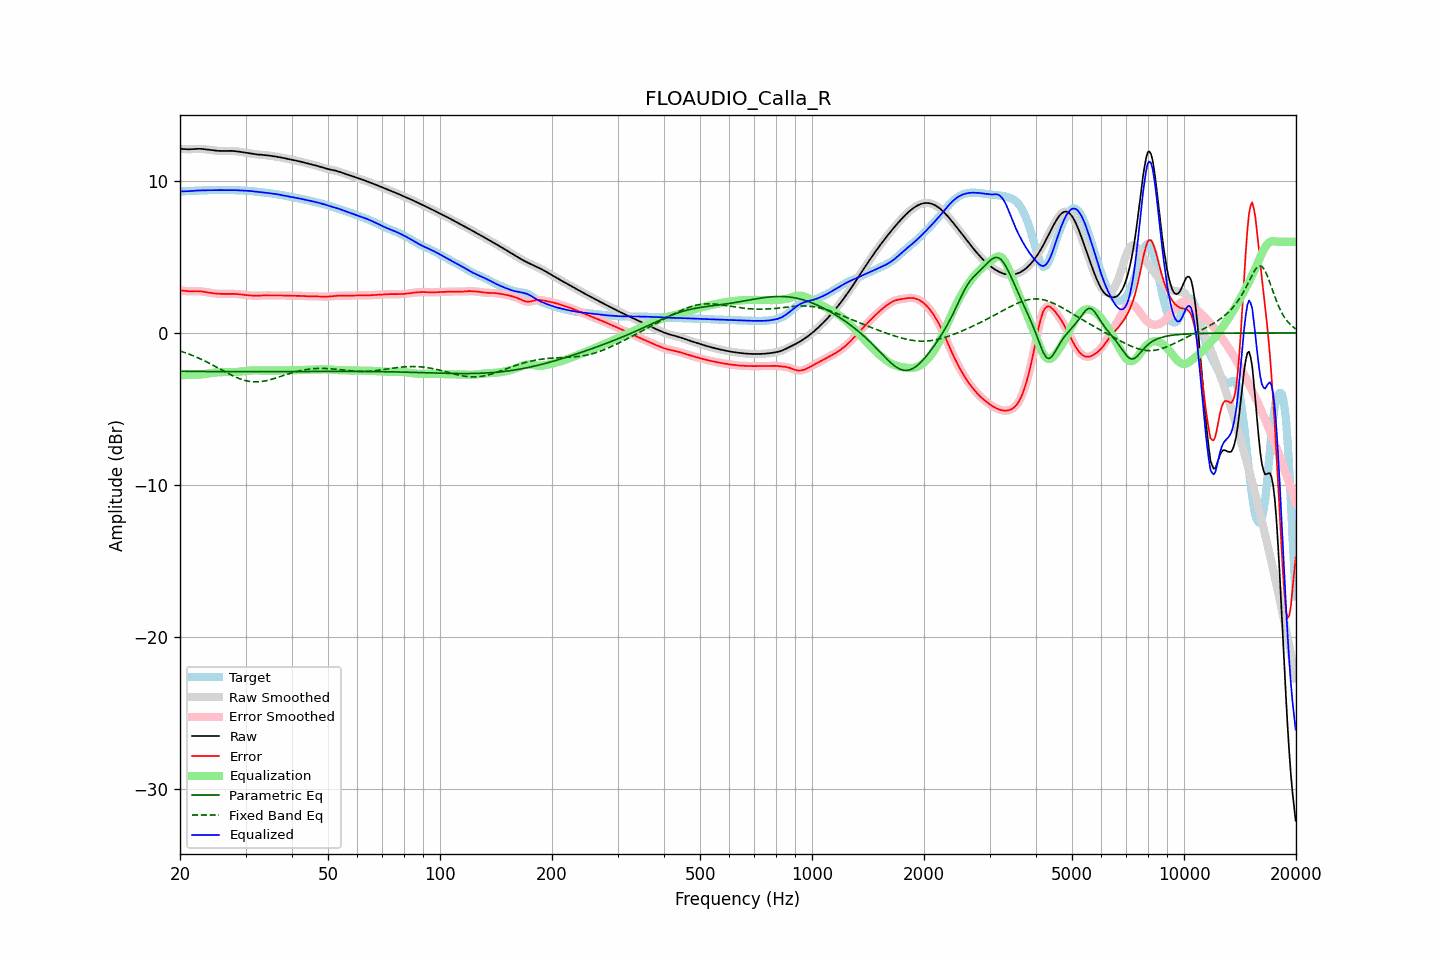 FLOAUDIO_Calla_R
Amplitude (dBr)
10
0
−10
−20
−30
Target
Raw Smoothed
Error Smoothed
Raw
Error
Equalization
Parametric Eq
Fixed Band Eq
Equalized
20 50 100 200 500 1000 2000 5000 10000 20000
Frequency (Hz)